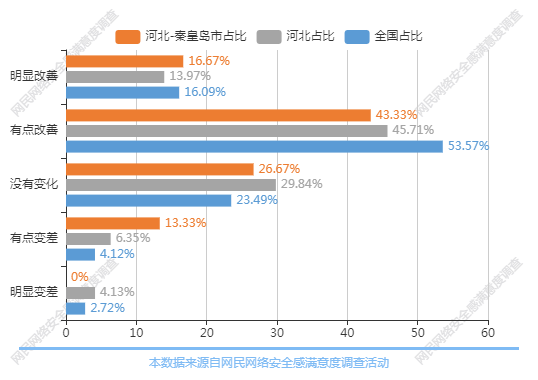 河北-秦皇岛市占比 河北占比 全国占比
明显改善 16.67% 13.97% 16.09%
有点改善 43.33% 45.71% 53.57%
没有变化 26.67% 29.84% 23.49%
有点变差 13.33% 6.35% 4.12%
明显变差 0% 4.13% 2.72%
0 10 20 30 40 50 60
本数据来源自网民网络安全感满意度调查活动
网民网络安全感满意度调查
网民网络安全感满意度调查
网民网络安全感满意度调查
网民网络安全感满意度调查